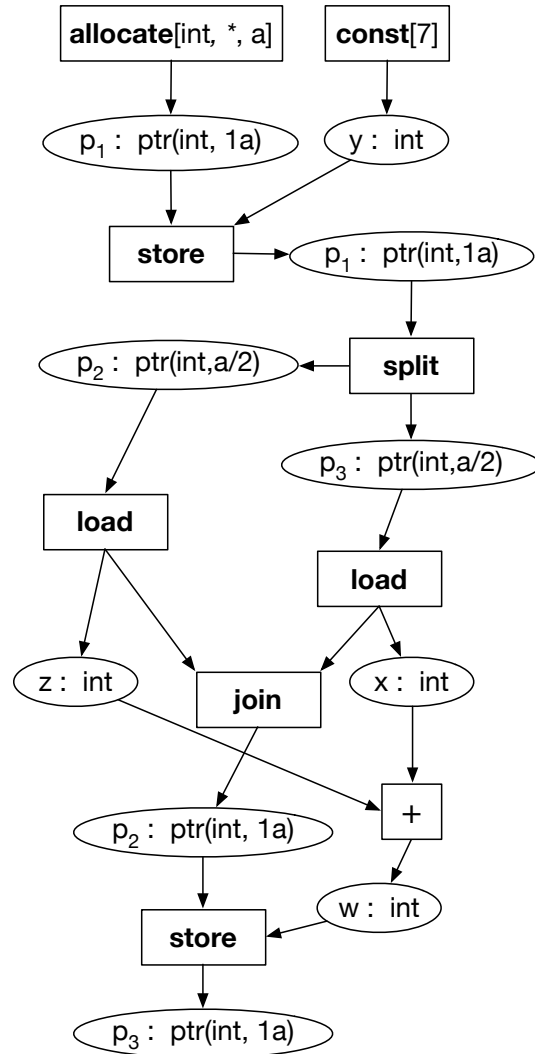 allocate[int, *, a]
const[7]
p₁ : ptr(int, 1a)
y : int
store
p₁ : ptr(int,1a)
p₂ : ptr(int,a/2)
split
p₃ : ptr(int,a/2)
load
load
z : int
join
x : int
+
p₂ : ptr(int, 1a)
w : int
store
p₃ : ptr(int, 1a)